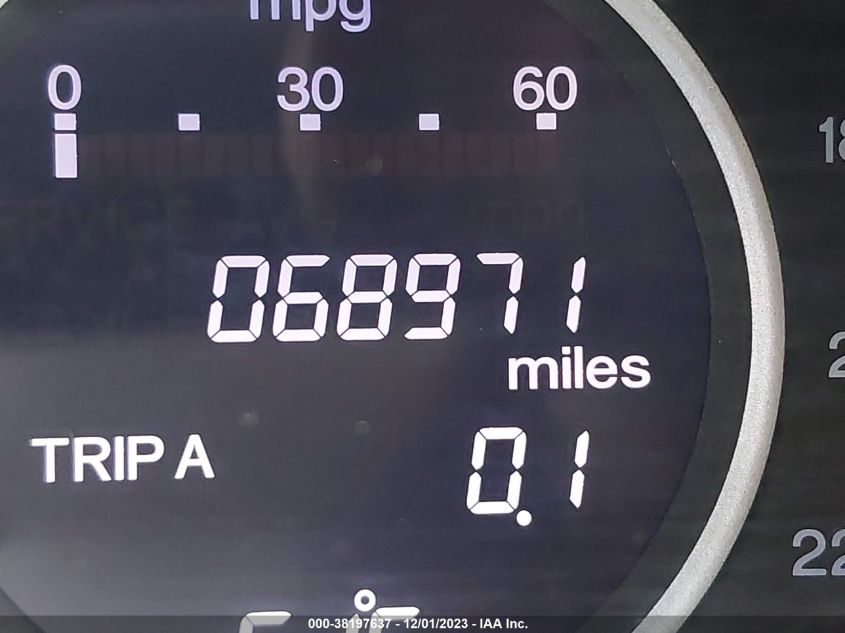 mpg
0 30 60
068971
miles
TRIP A 0.1
000-38197637 - 12/01/2023 - IAA Inc.